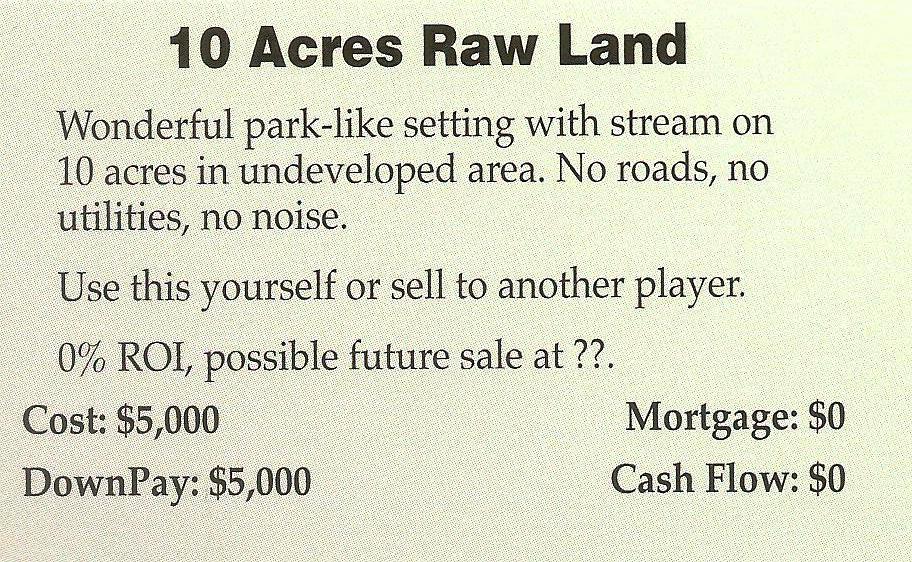 10 Acres Raw Land
Wonderful park-like setting with stream on
10 acres in undeveloped area. No roads, no
utilities, no noise.
Use this yourself or sell to another player.
0% ROI, possible future sale at ??.
Cost: $5,000 Mortgage: $0
DownPay: $5,000 Cash Flow: $0